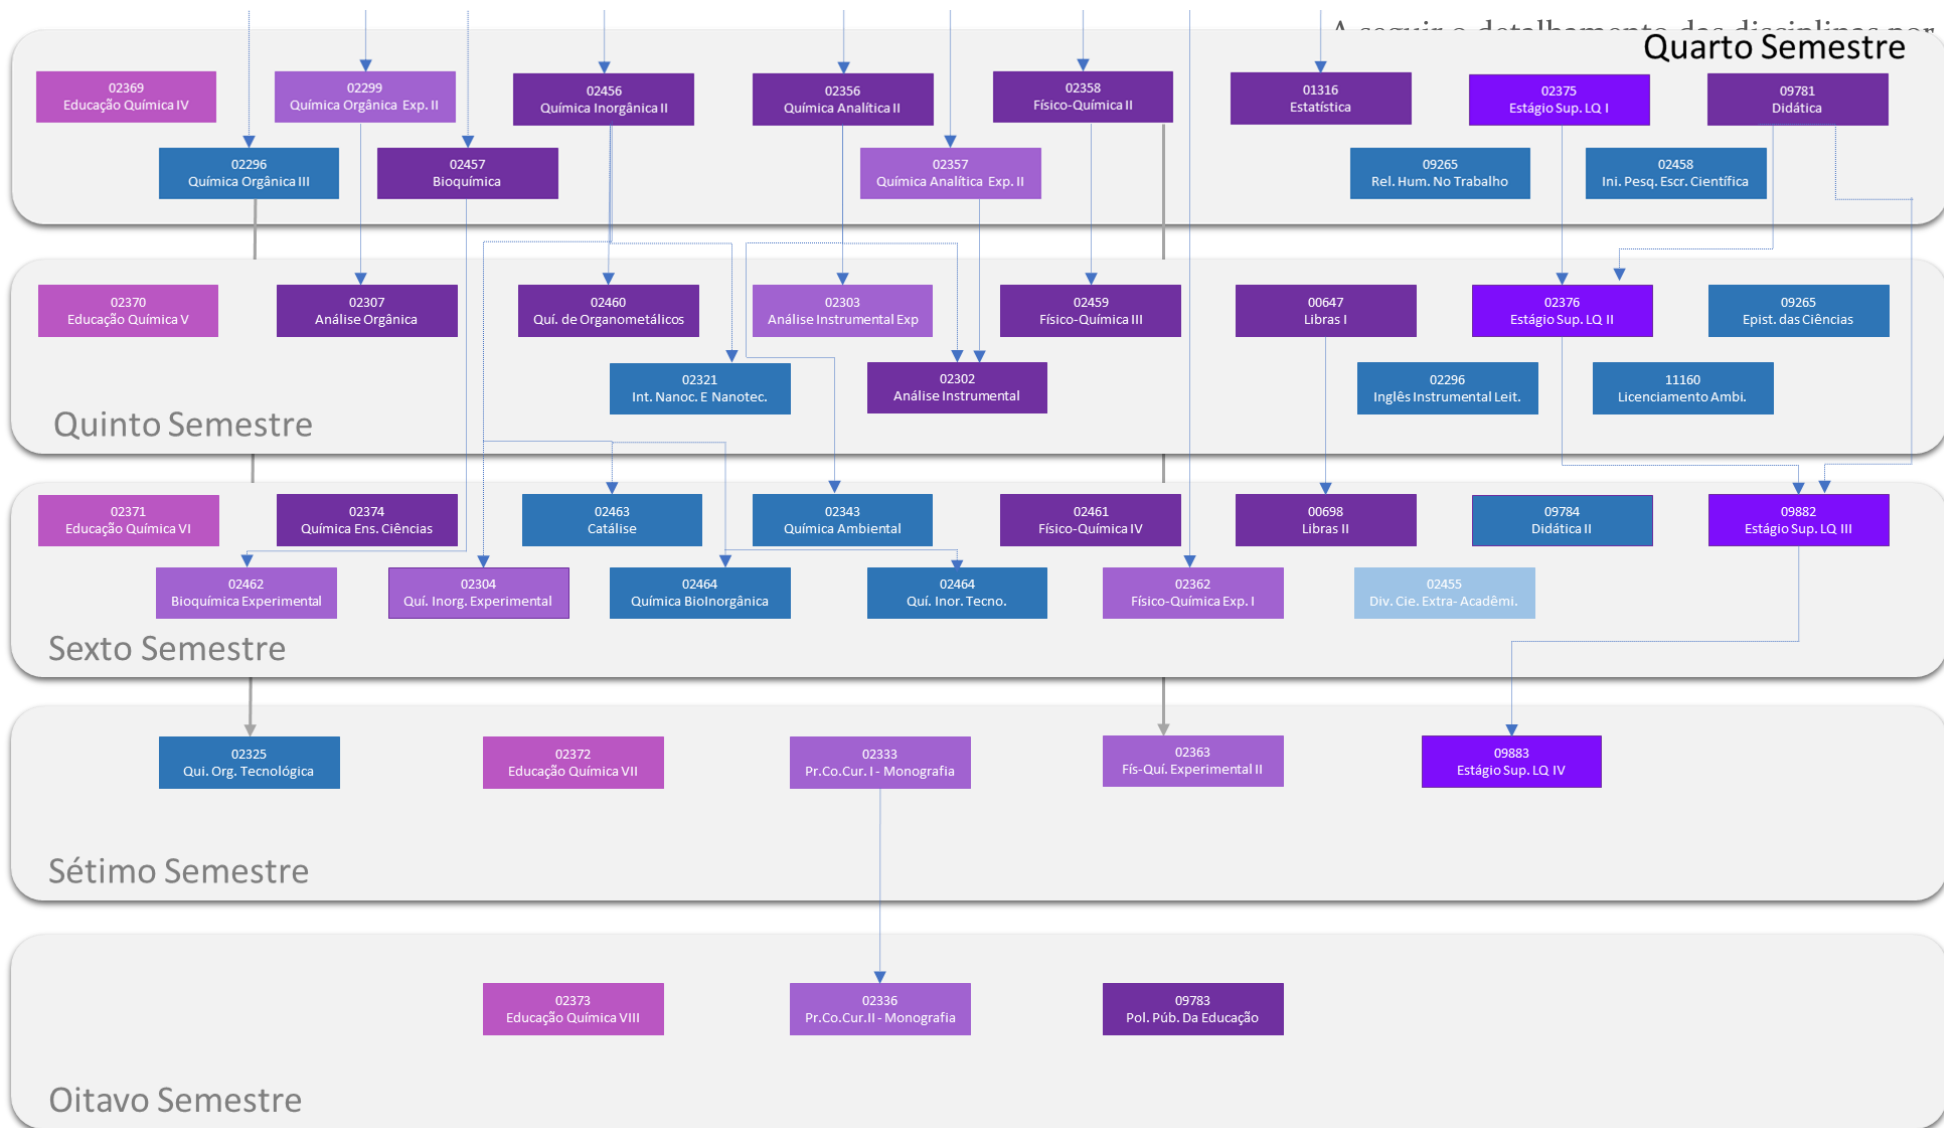 A seguir o detalhamento das disciplinas por
Quarto Semestre
02369
Educação Química IV
02299
Química Orgânica Exp. II
02456
Química Inorgânica II
02356
Química Analítica II
02358
Físico-Química II
01316
Estatística
02375
Estágio Sup. LQ I
09781
Didática
02296
Química Orgânica III
02457
Bioquímica
02357
Química Analítica Exp. II
09265
Rel. Hum. No Trabalho
02458
Ini. Pesq. Escr. Científica
02370
Educação Química V
02307
Análise Orgânica
02460
Quí. de Organometálicos
02303
Análise Instrumental Exp
02459
Físico-Química III
00647
Libras I
02376
Estágio Sup. LQ II
09265
Epist. das Ciências
02321
Int. Nanoc. E Nanotec.
02302
Análise Instrumental
02296
Inglês Instrumental Leit.
11160
Licenciamento Ambi.
Quinto Semestre
02371
Educação Química VI
02374
Química Ens. Ciências
02463
Catálise
02343
Química Ambiental
02461
Físico-Química IV
00698
Libras II
09784
Didática II
09882
Estágio Sup. LQ III
02462
Bioquímica Experimental
02304
Quí. Inorg. Experimental
02464
Química BioInorgânica
02464
Quí. Inor. Tecno.
02362
Físico-Química Exp. I
02455
Div. Cie. Extra- Acadêmi.
Sexto Semestre
02325
Qui. Org. Tecnológica
02372
Educação Química VII
02333
Pr.Co.Cur. I - Monografia
02363
Fís-Quí. Experimental II
09883
Estágio Sup. LQ IV
Sétimo Semestre
02373
Educação Química VIII
02336
Pr.Co.Cur.II - Monografia
09783
Pol. Púb. Da Educação
Oitavo Semestre